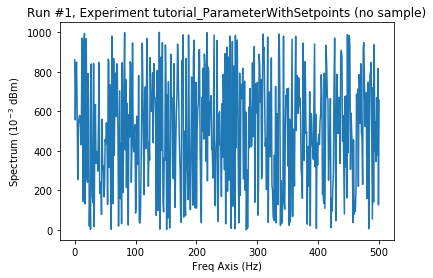 Run #1, Experiment tutorial_ParameterWithSetpoints (no sample)
1000
800
600
400
200
0
Spectrum (10⁻³ dBm)
0 100 200 300 400 500
Freq Axis (Hz)